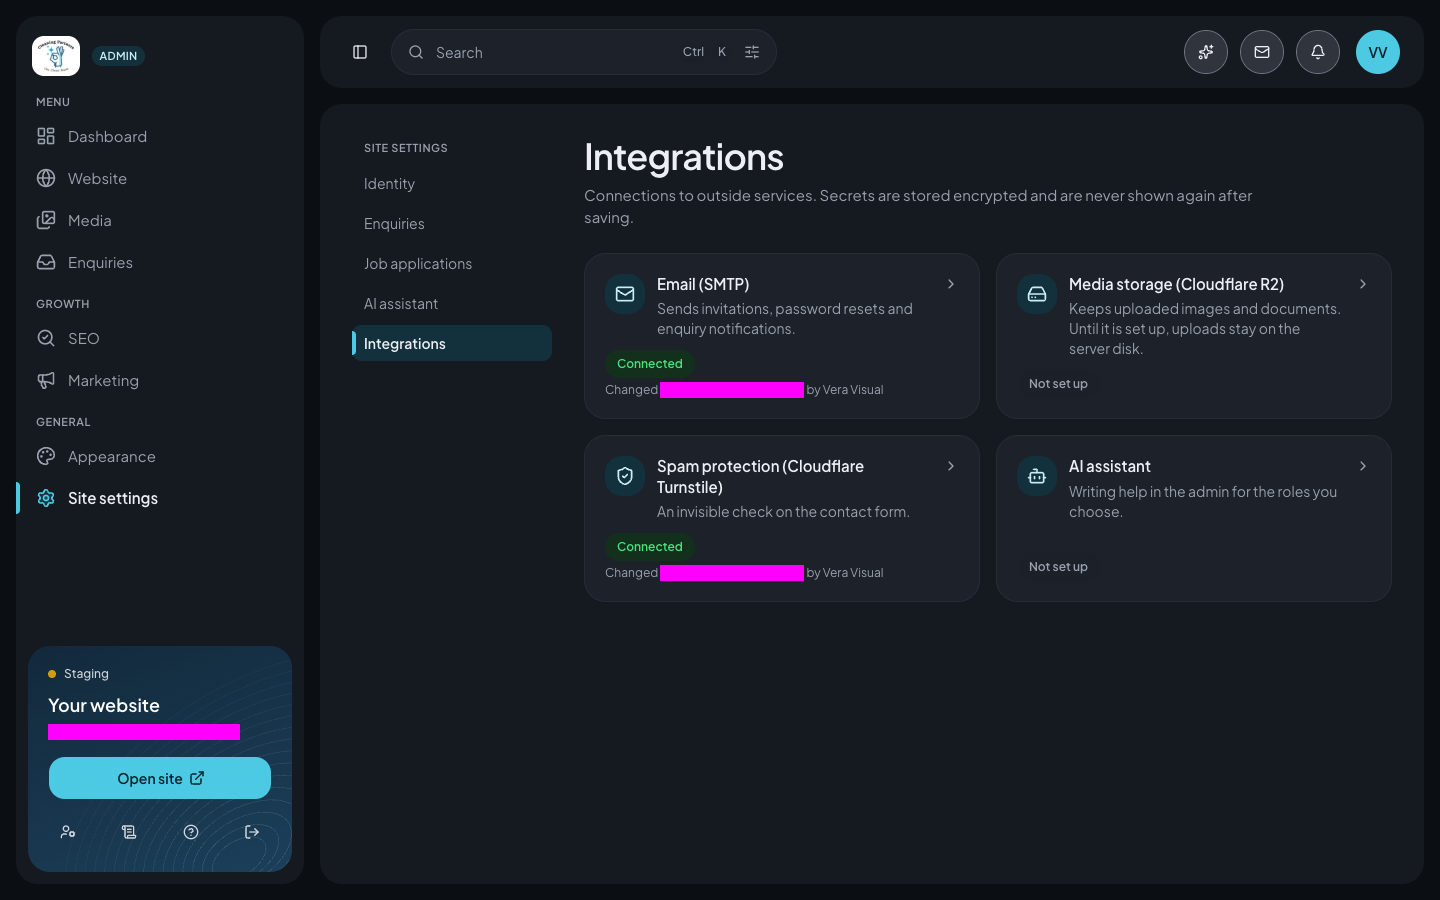 ADMIN
MENU
Dashboard
Website
Media
Enquiries
GROWTH
SEO
Marketing
GENERAL
Appearance
Site settings
Staging
Your website
Open site
Search
Ctrl K
VV
SITE SETTINGS
Identity
Enquiries
Job applications
AI assistant
Integrations
Integrations
Connections to outside services. Secrets are stored encrypted and are never shown again after
saving.
Email (SMTP)
Sends invitations, password resets and
enquiry notifications.
Connected
Changed by Vera Visual
Media storage (Cloudflare R2)
Keeps uploaded images and documents.
Until it is set up, uploads stay on the
server disk.
Not set up
Spam protection (Cloudflare
Turnstile)
An invisible check on the contact form.
Connected
Changed by Vera Visual
AI assistant
Writing help in the admin for the roles you
choose.
Not set up